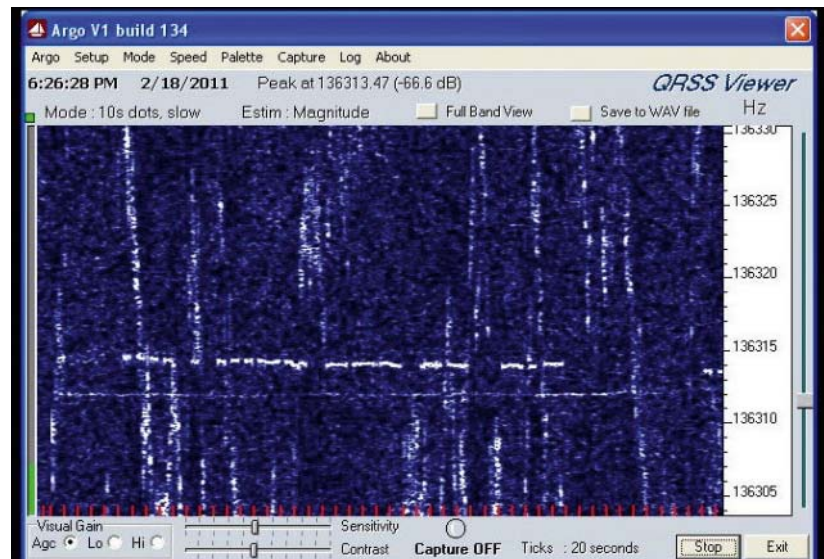 Argo V1 build 134
Argo Setup Mode Speed Palette Capture Log About
6:26:28 PM 2/18/2011 Peak at 136313.47 (-66.6 dB) QRSS Viewer
Mode : 10s dots, slow Estim : Magnitude Full Band View Save to WAV file Hz
136330
136325
136320
136315
136310
136305
Visual Gain
Agc Lo Hi
Sensitivity
Contrast Capture OFF Ticks : 20 seconds Stop Exit